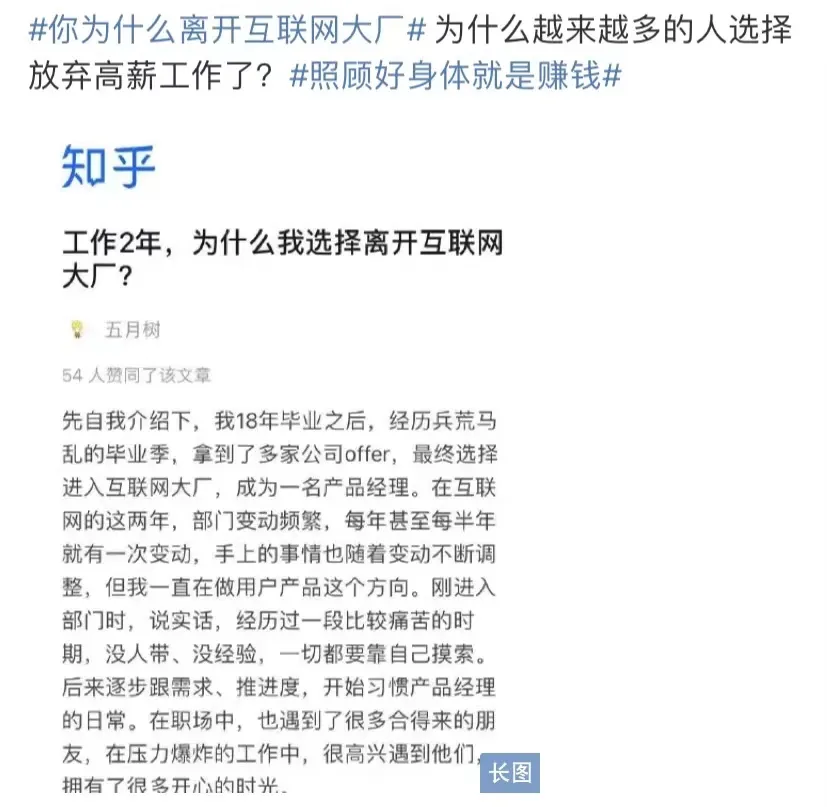 #你为什么离开互联网大厂# 为什么越来越多的人选择
放弃高薪工作了？#照顾好身体就是赚钱#
知乎
工作2年，为什么我选择离开互联网
大厂?
五月树
54 人赞同了该文章
先自我介绍下，我18年毕业之后，经历兵荒马
乱的毕业季，拿到了多家公司offer，最终选择
进入互联网大厂，成为一名产品经理。在互联
网的这两年，部门变动频繁，每年甚至每半年
就有一次变动，手上的事情也随着变动不断调
整，但我一直在做用户产品这个方向。刚进入
部门时，说实话，经历过一段比较痛苦的时
期，没人带、没经验，一切都要靠自己摸索。
后来逐步跟需求、推进度，开始习惯产品经理
的日常。在职场中，也遇到了很多合得来的朋
友，在压力爆炸的工作中，很高兴遇到他们，
拥有了很多开心的时光。
长图